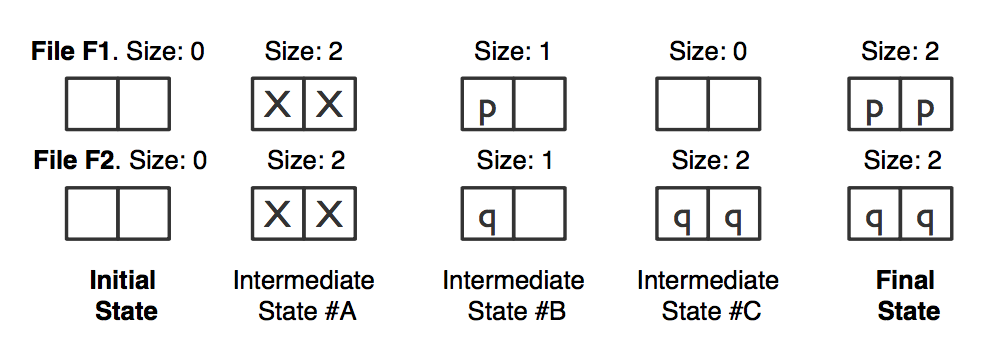 File F1. Size: 0 Size: 2 Size: 1 Size: 0 Size: 2
X X p p p
File F2. Size: 0 Size: 2 Size: 1 Size: 2 Size: 2
X X q q q q q
Initial Intermediate Intermediate Intermediate Final
State State #A State #B State #C State